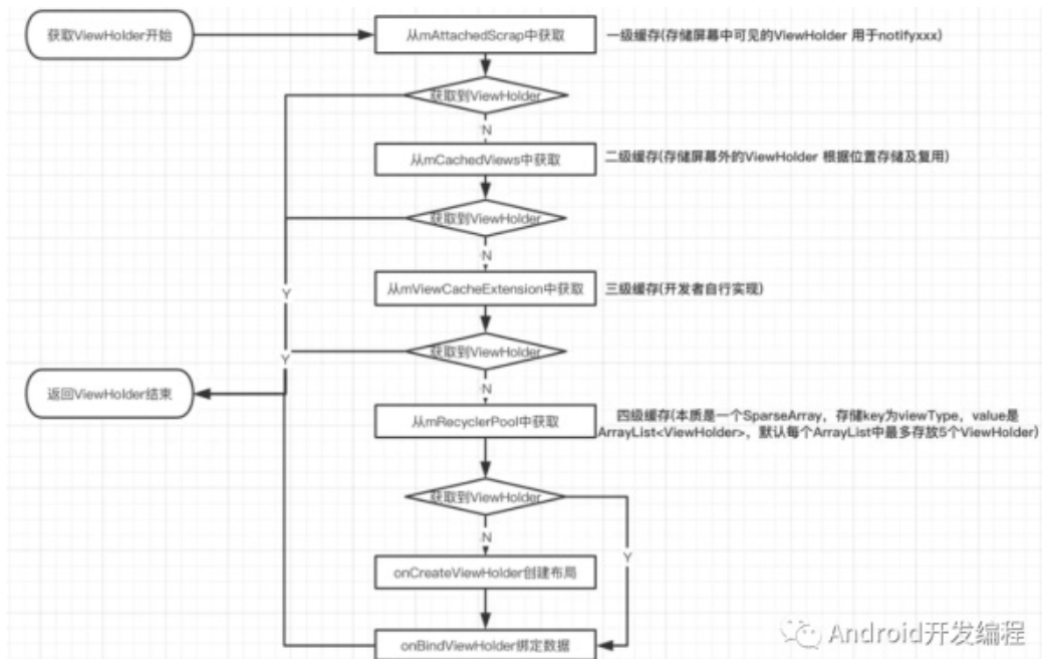 获取ViewHolder开始
从mAttachedScrap中获取
一级缓存(存储屏幕中可见的ViewHolder 用于notifyxxx)
获取到ViewHolder
N
从mCachedViews中获取
二级缓存(存储屏幕外的ViewHolder 根据位置存储及复用)
获取到ViewHolder
N
Y
从mViewCacheExtension中获取
三级缓存(开发者自行实现)
获取到ViewHolder
Y
N
返回ViewHolder结束
从mRecyclerPool中获取
四级缓存(本质是一个SparseArray，存储key为viewType，value是
ArrayList<ViewHolder>，默认每个ArrayList中最多存放5个ViewHolder)
获取到ViewHolder
N
Y
onCreateViewHolder创建布局
onBindViewHolder绑定数据
Android开发编程